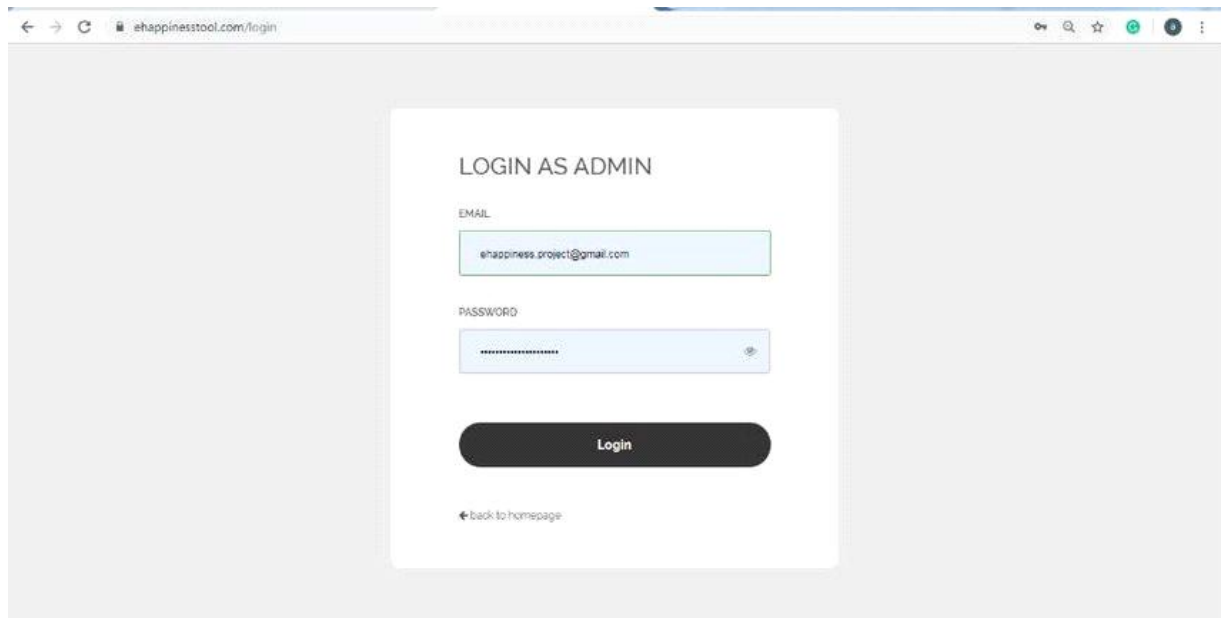 ehappinesstool.com/login
LOGIN AS ADMIN
EMAIL
ehappiness.project@gmail.com
PASSWORD
••••••••••••••••••••
Login
back to homepage